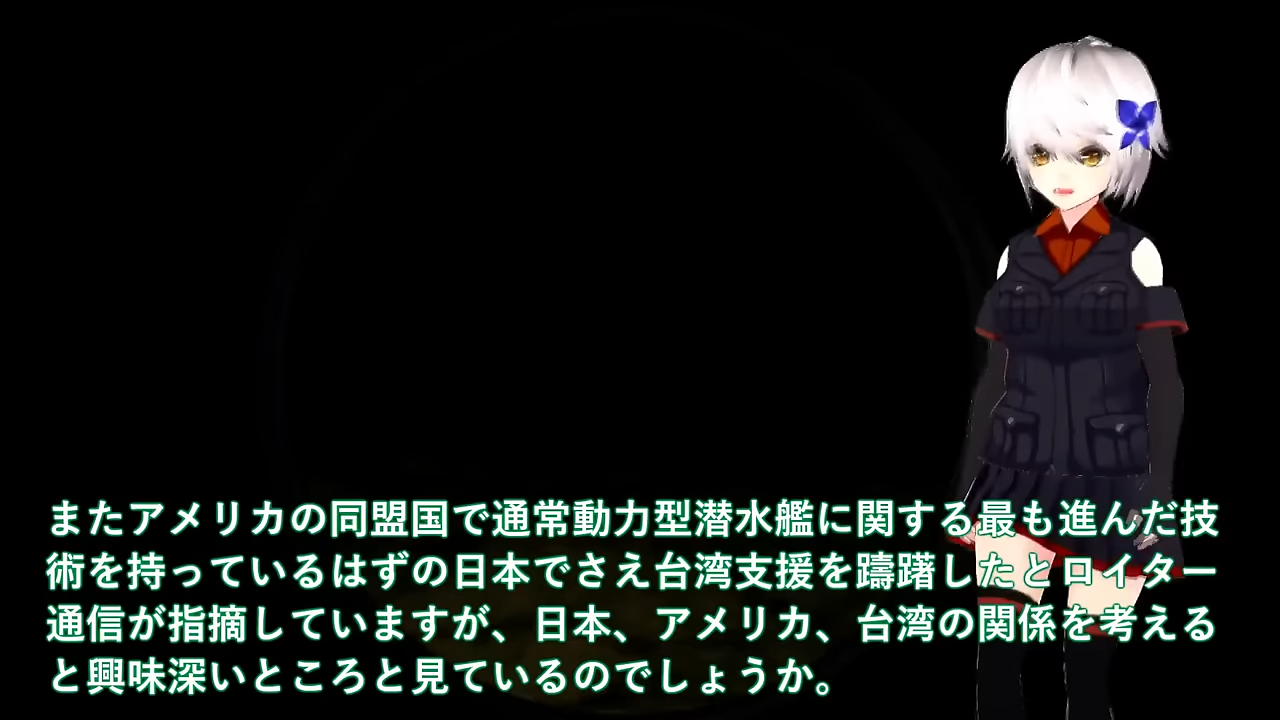 またアメリカの同盟国で通常動力型潜水艦に関する最も進んだ技
術を持っているはずの日本でさえ台湾支援を躊躇したとロイター
通信が指摘していますが、日本、アメリカ、台湾の関係を考える
と興味深いところと見ているのでしょうか。